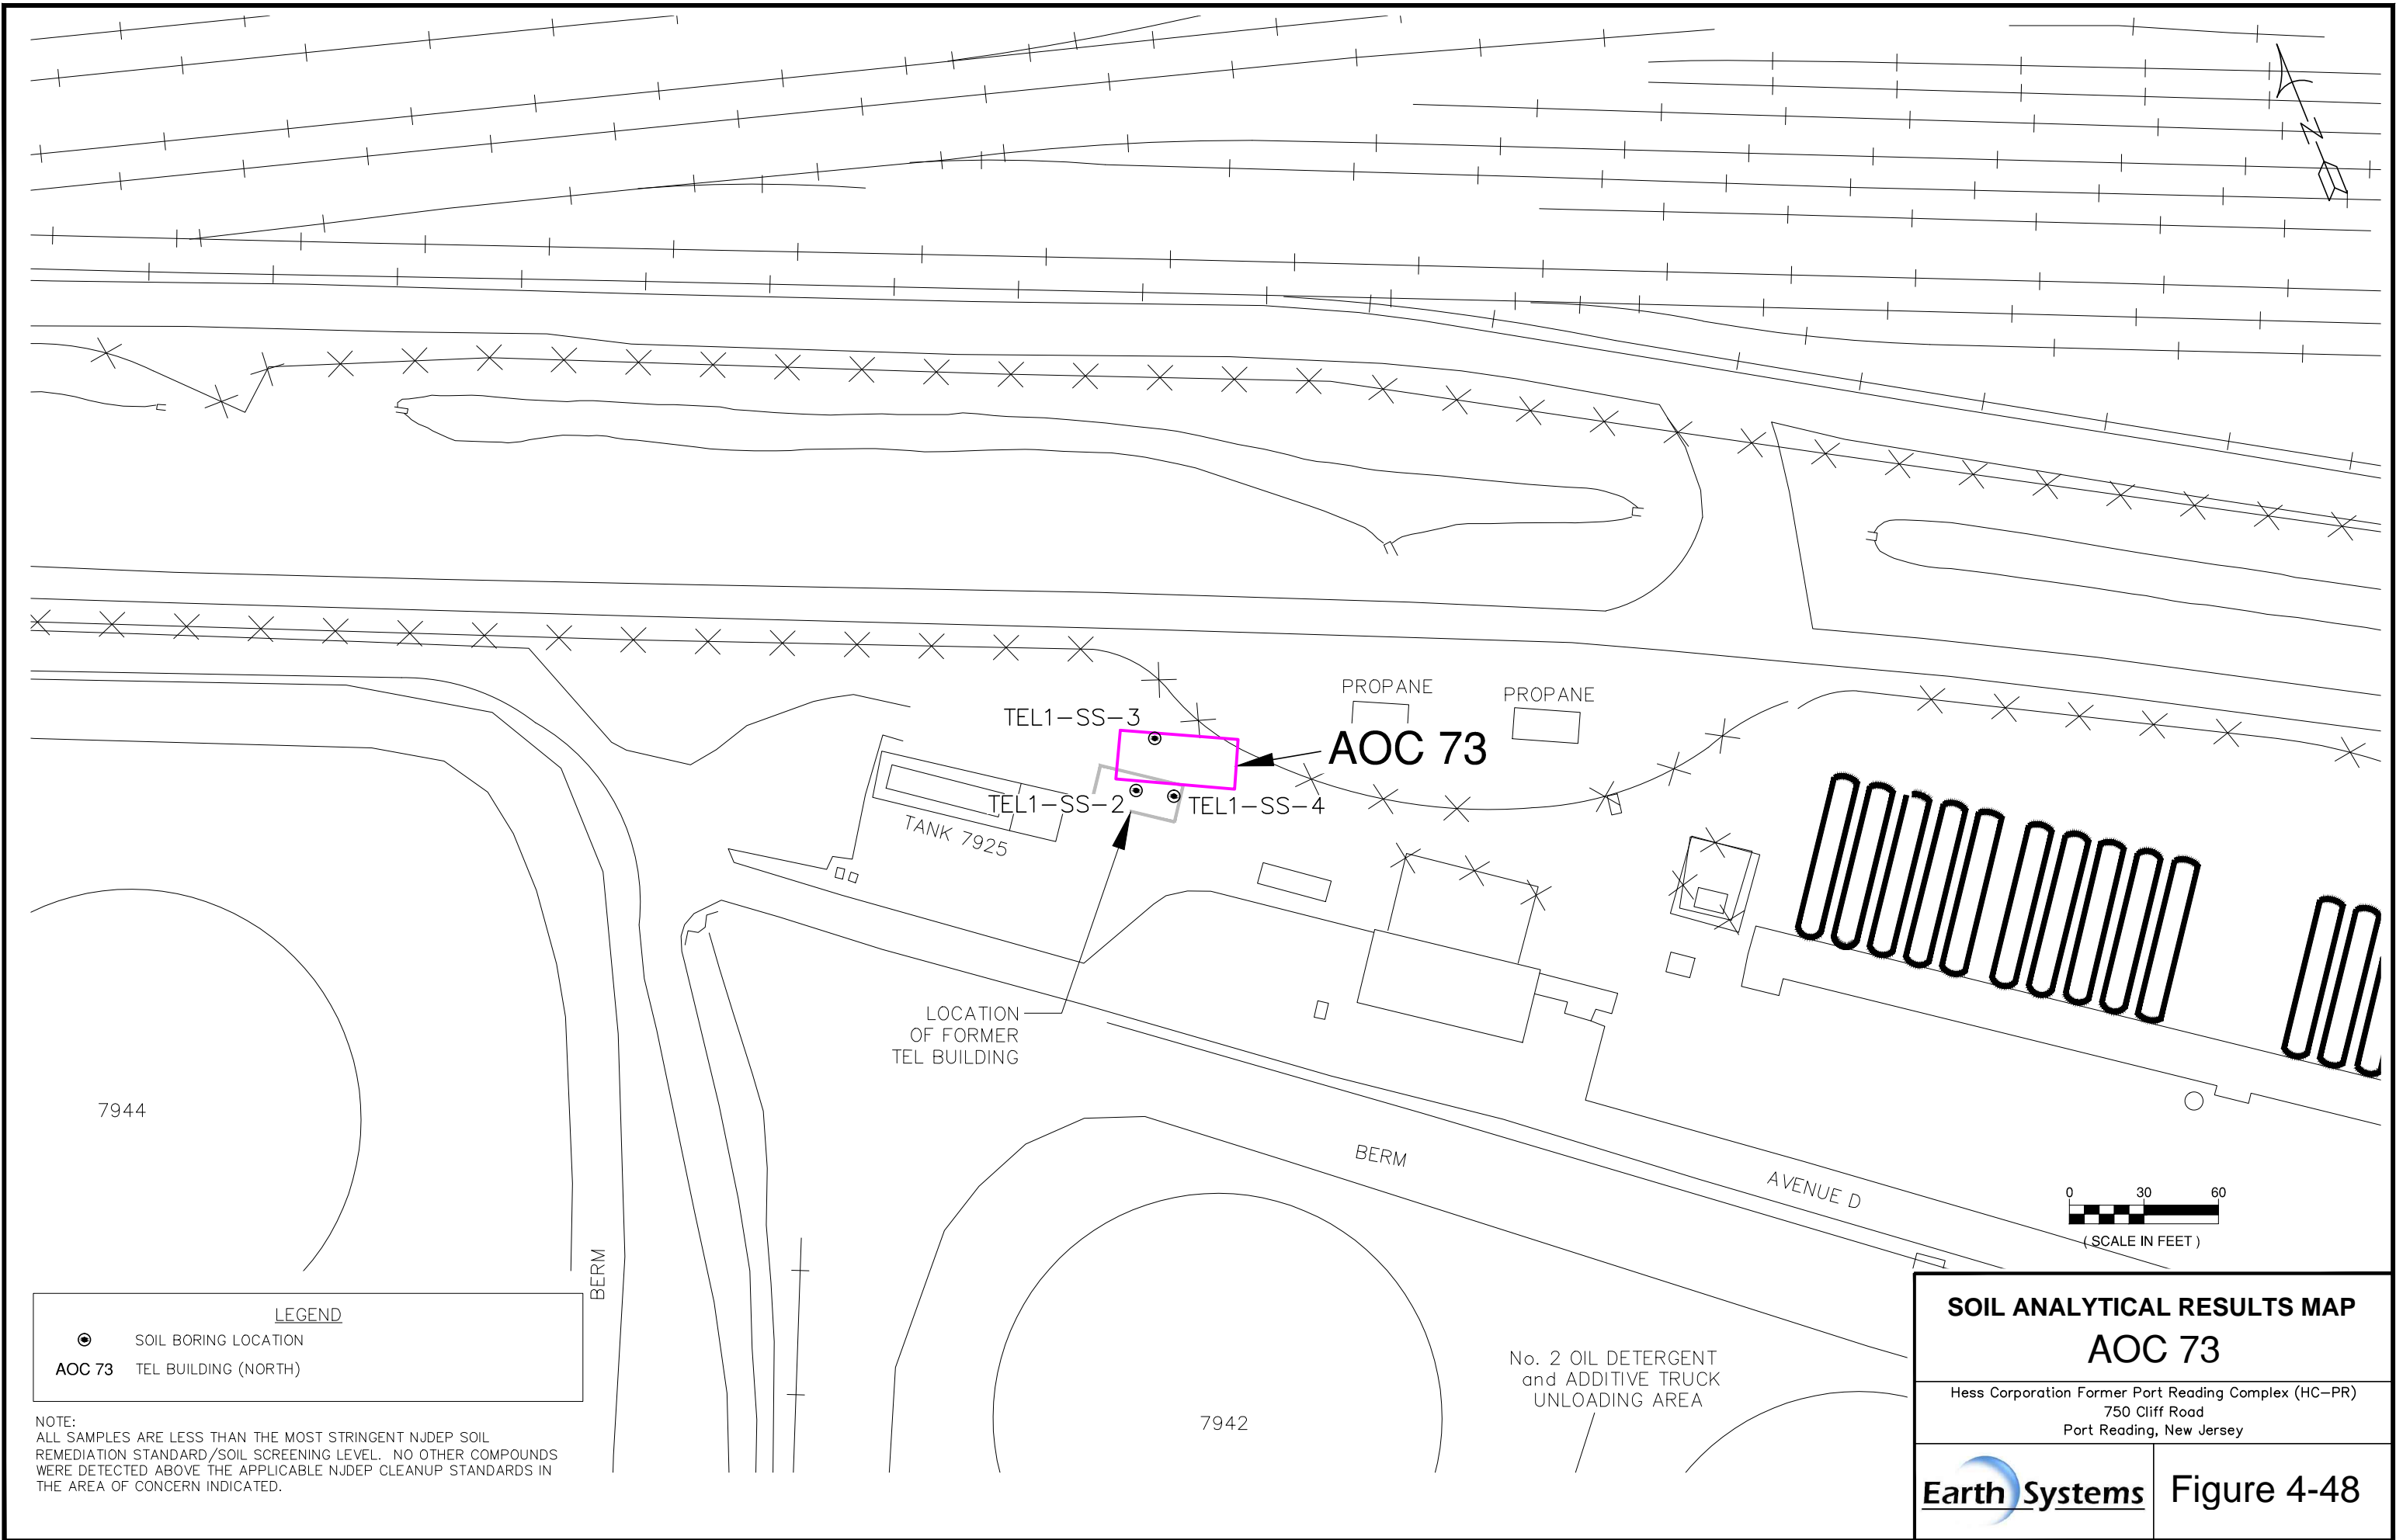 N
PROPANE
PROPANE
TEL1-SS-3
AOC 73
TEL1-SS-2
TEL1-SS-4
TANK 7925
LOCATION
OF FORMER
TEL BUILDING
7944
BERM
BERM
AVENUE D
0 30 60
( SCALE IN FEET )
7942
No. 2 OIL DETERGENT
and ADDITIVE TRUCK
UNLOADING AREA
LEGEND
SOIL BORING LOCATION
AOC 73 TEL BUILDING (NORTH)
NOTE:
ALL SAMPLES ARE LESS THAN THE MOST STRINGENT NJDEP SOIL
REMEDIATION STANDARD/SOIL SCREENING LEVEL. NO OTHER COMPOUNDS
WERE DETECTED ABOVE THE APPLICABLE NJDEP CLEANUP STANDARDS IN
THE AREA OF CONCERN INDICATED.
SOIL ANALYTICAL RESULTS MAP
AOC 73
Hess Corporation Former Port Reading Complex (HC-PR)
750 Cliff Road
Port Reading, New Jersey
Earth Systems
Figure 4-48